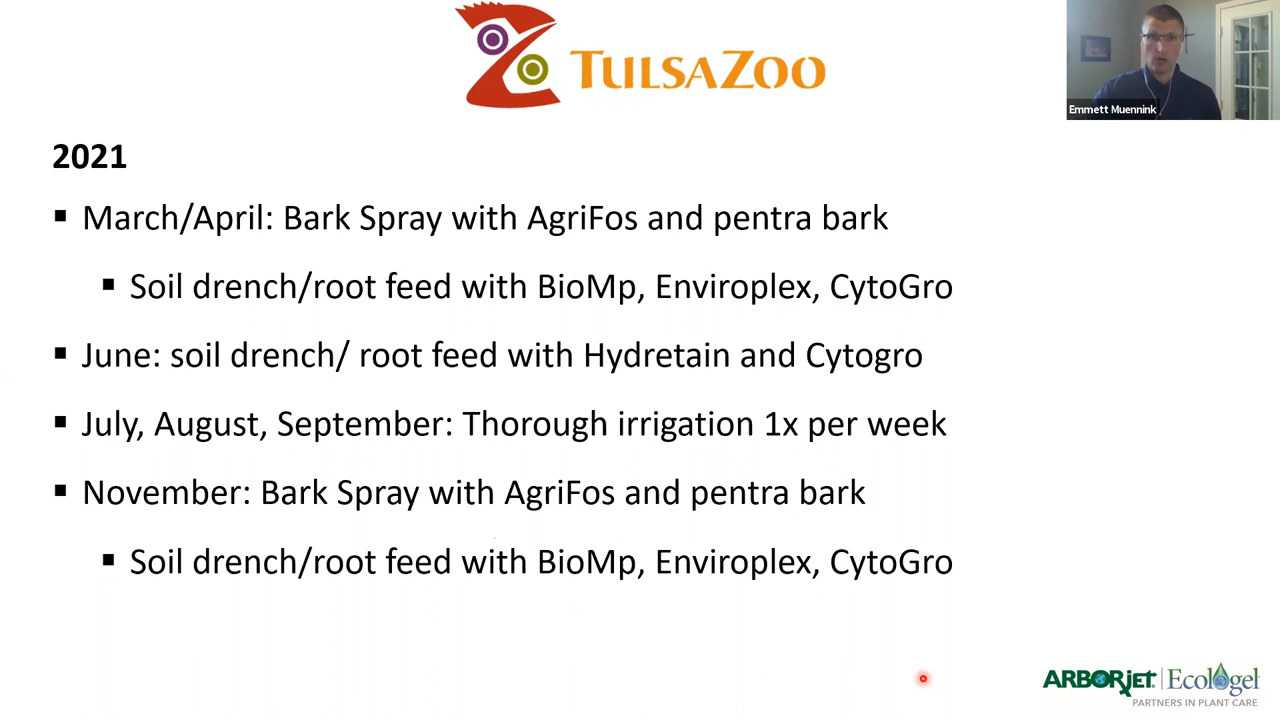 TULSAZOO
Emmett Muennink
2021
▪ March/April: Bark Spray with AgriFos and pentra bark
▪ Soil drench/root feed with BioMp, Enviroplex, CytoGro
▪ June: soil drench/ root feed with Hydretain and Cytogro
▪ July, August, September: Thorough irrigation 1x per week
▪ November: Bark Spray with AgriFos and pentra bark
▪ Soil drench/root feed with BioMp, Enviroplex, CytoGro
ARBORjet | Ecologel
PARTNERS IN PLANT CARE